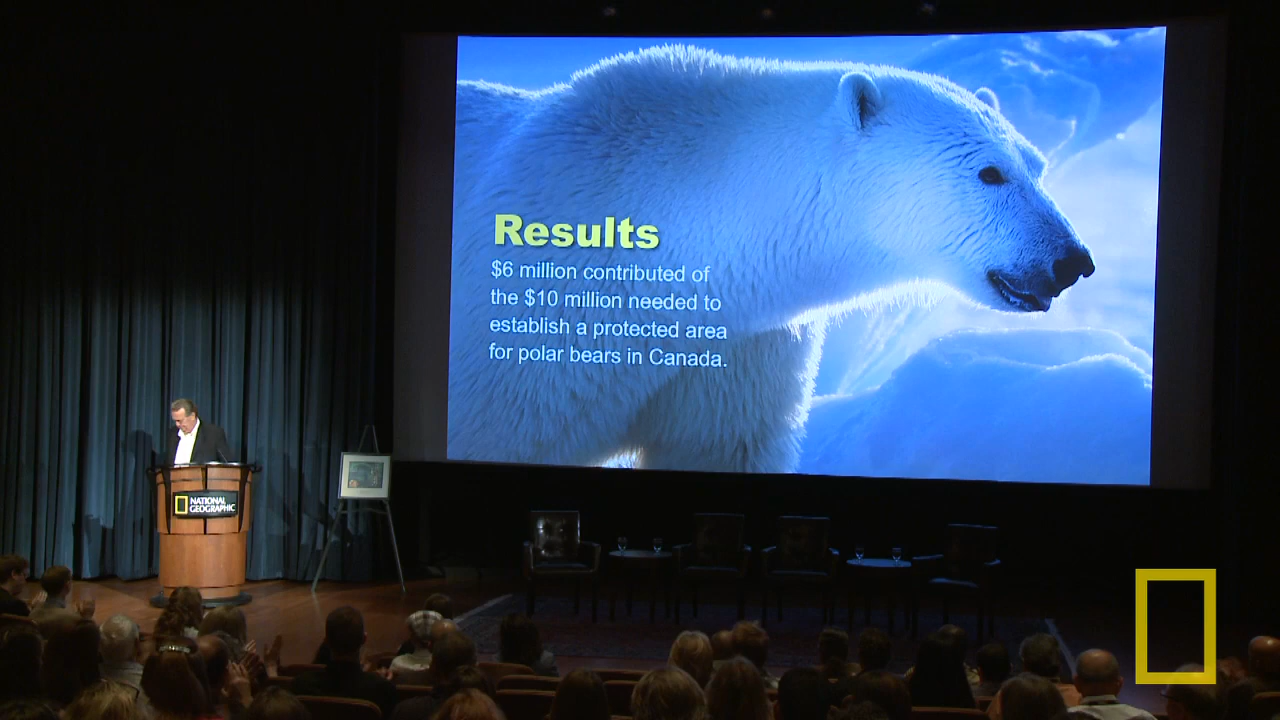 Results
$6 million contributed of
the $10 million needed to
establish a protected area
for polar bears in Canada.
NATIONAL
GEOGRAPHIC